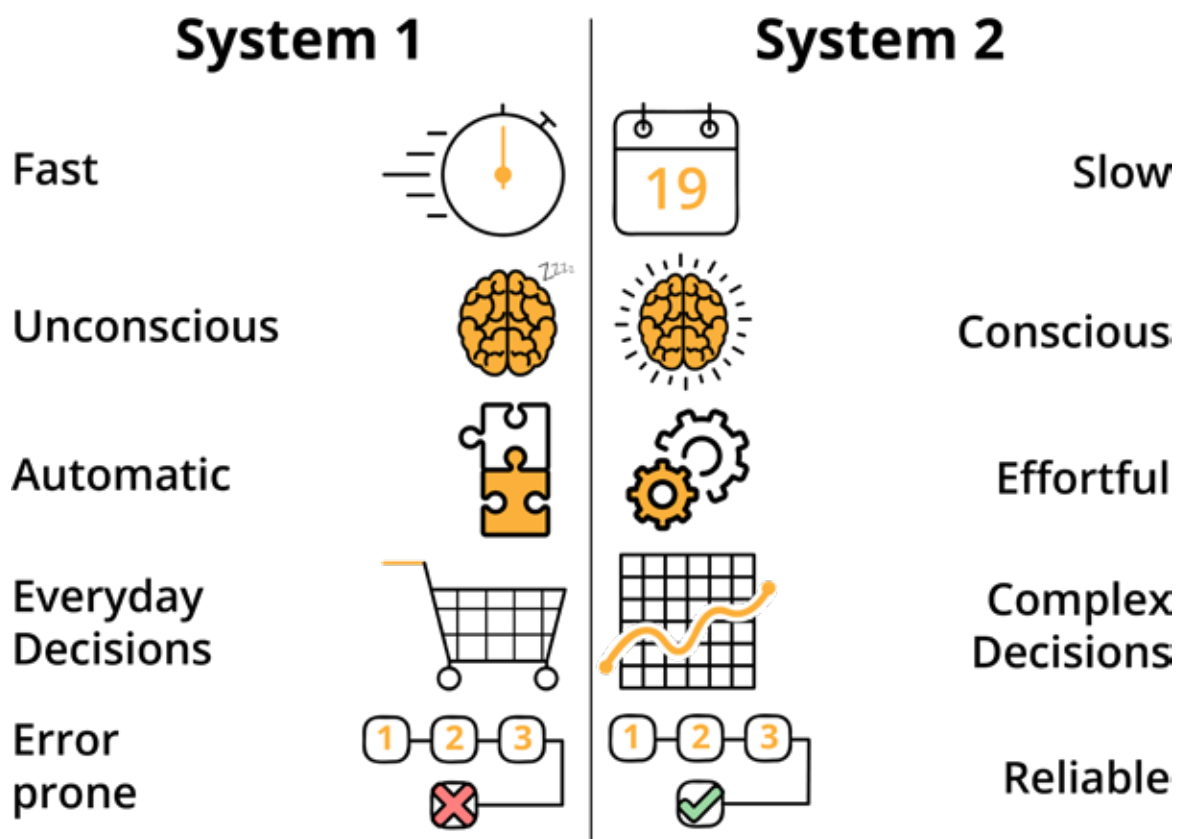 System 1
System 2
Fast
19
Slow
Unconscious
zzzz
Conscious
Automatic
Effortful
Everyday
Decisions
Complex
Decisions
Error
prone
1 2 3
1 2 3
Reliable